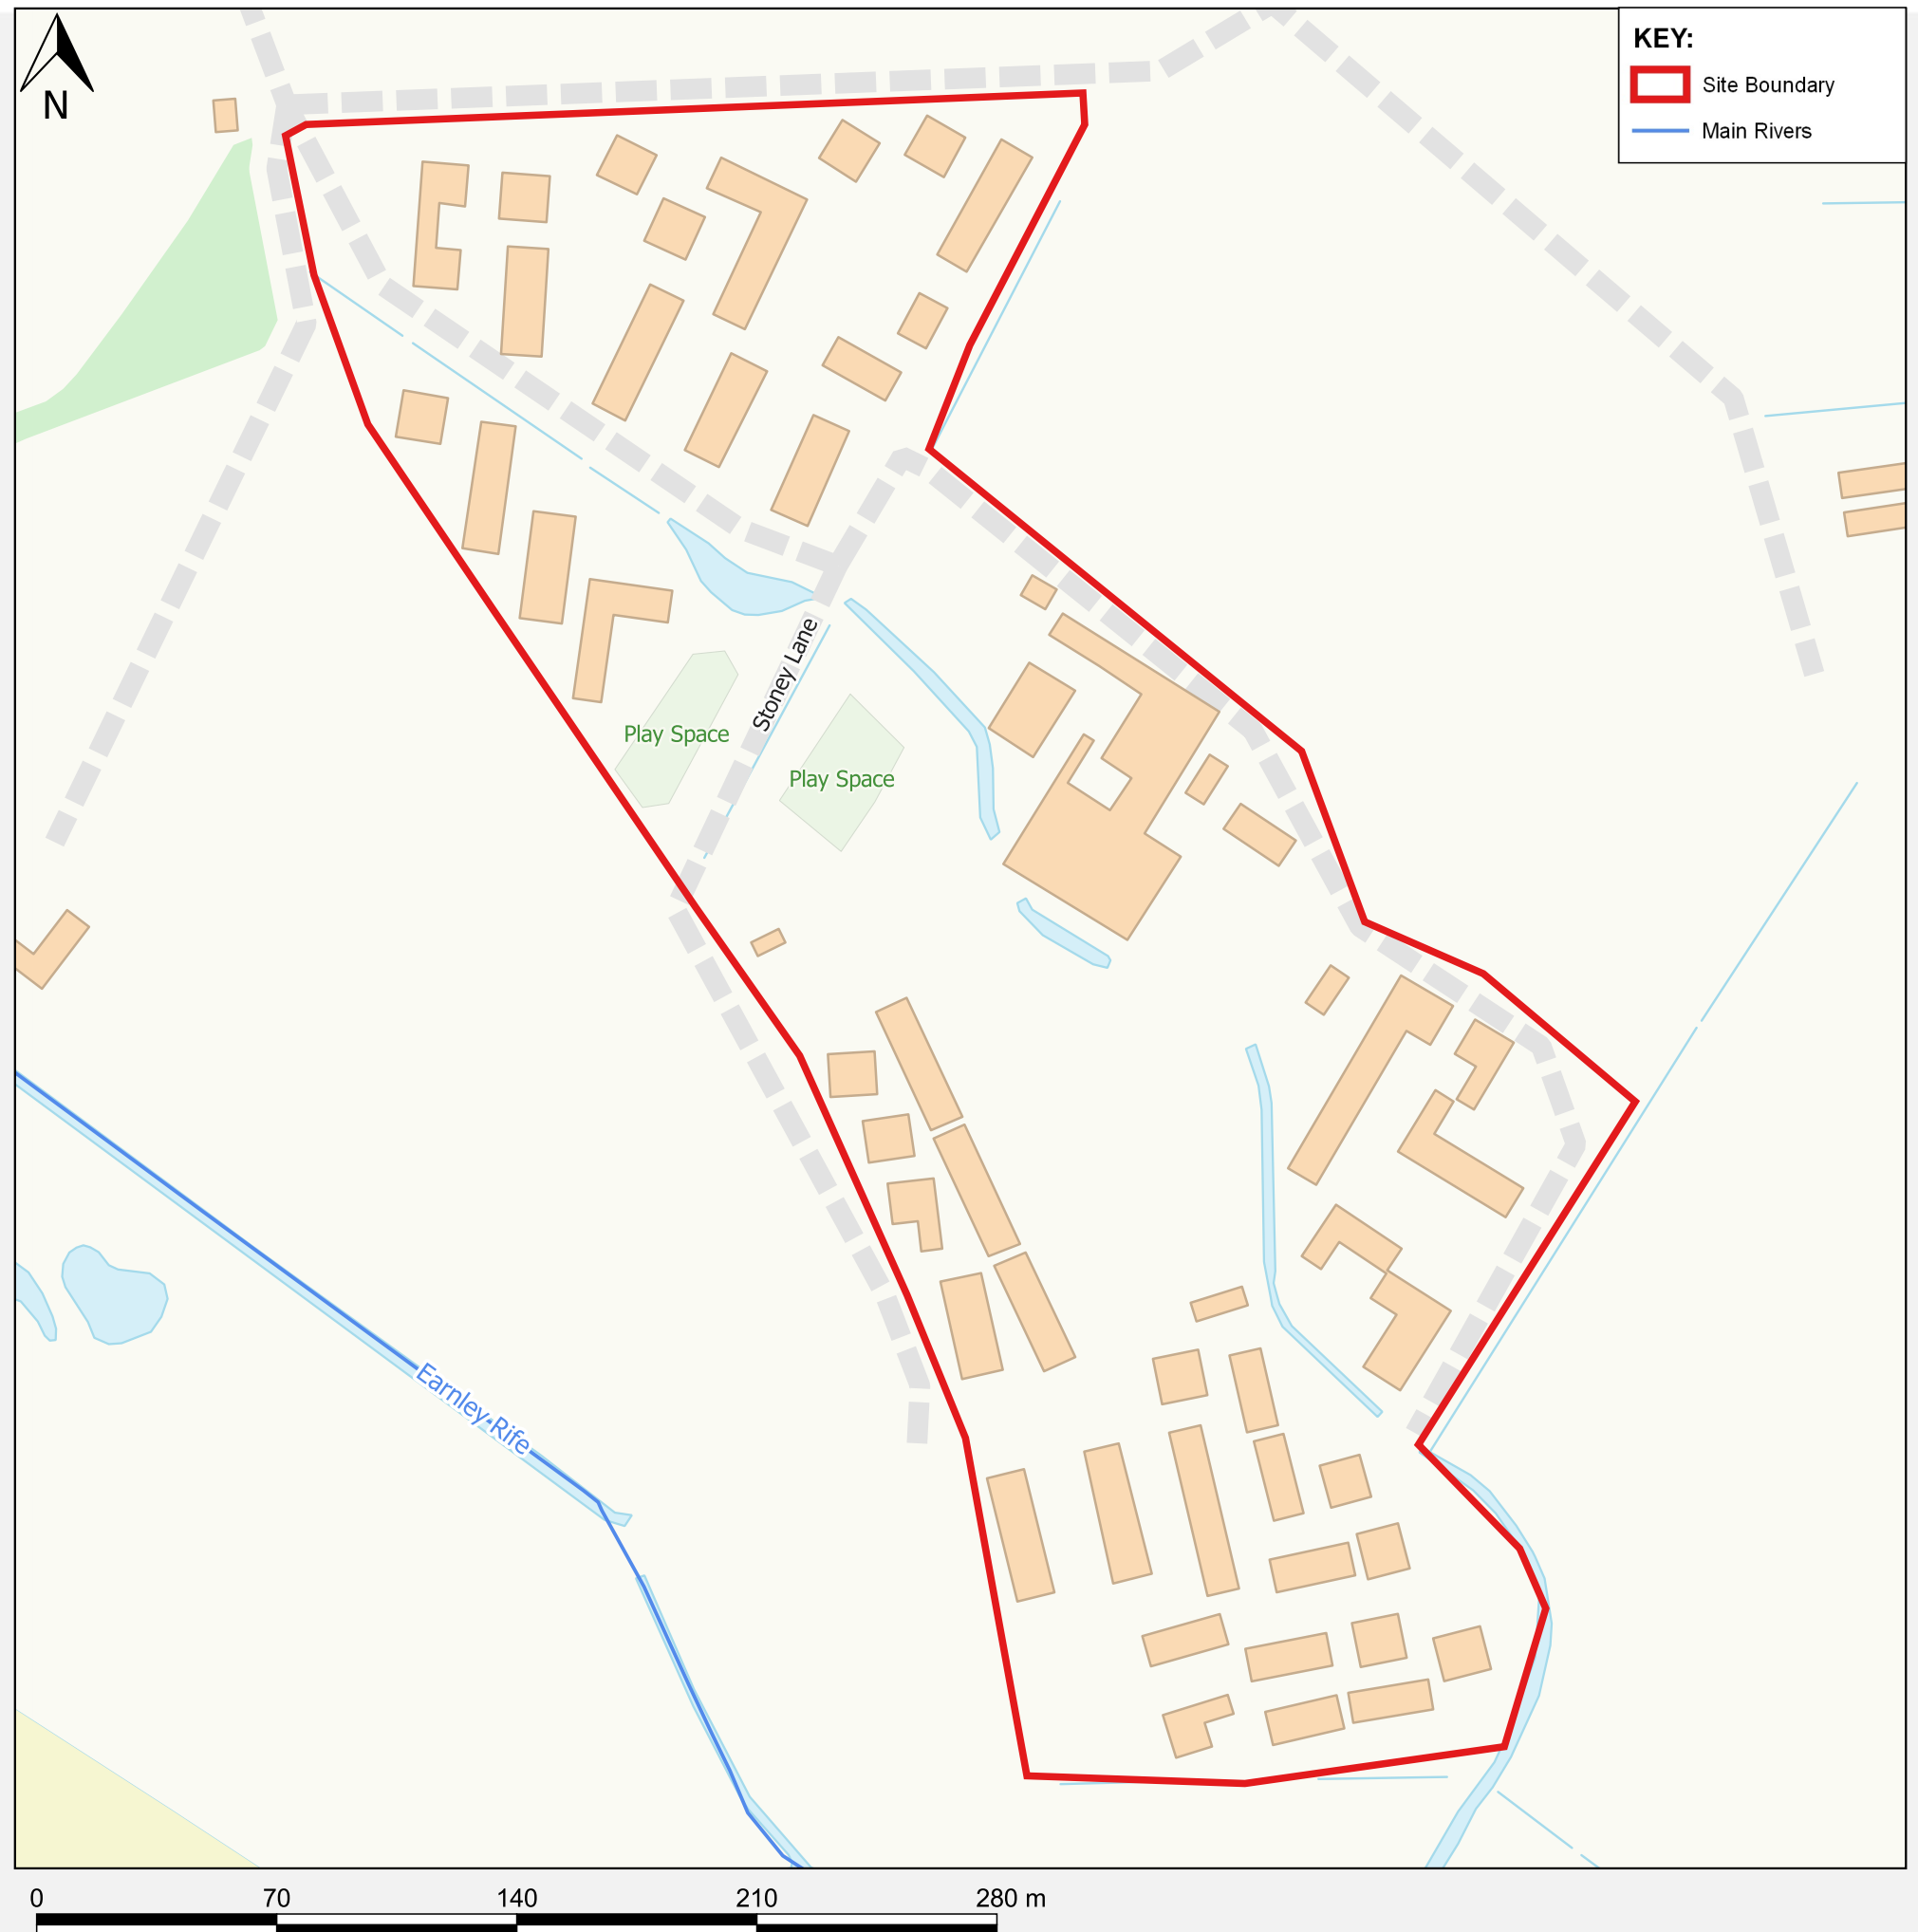 N
KEY:
Site Boundary
Main Rivers
Stoney Lane
Play Space
Play Space
Earnley Rife
0 70 140 210 280 m